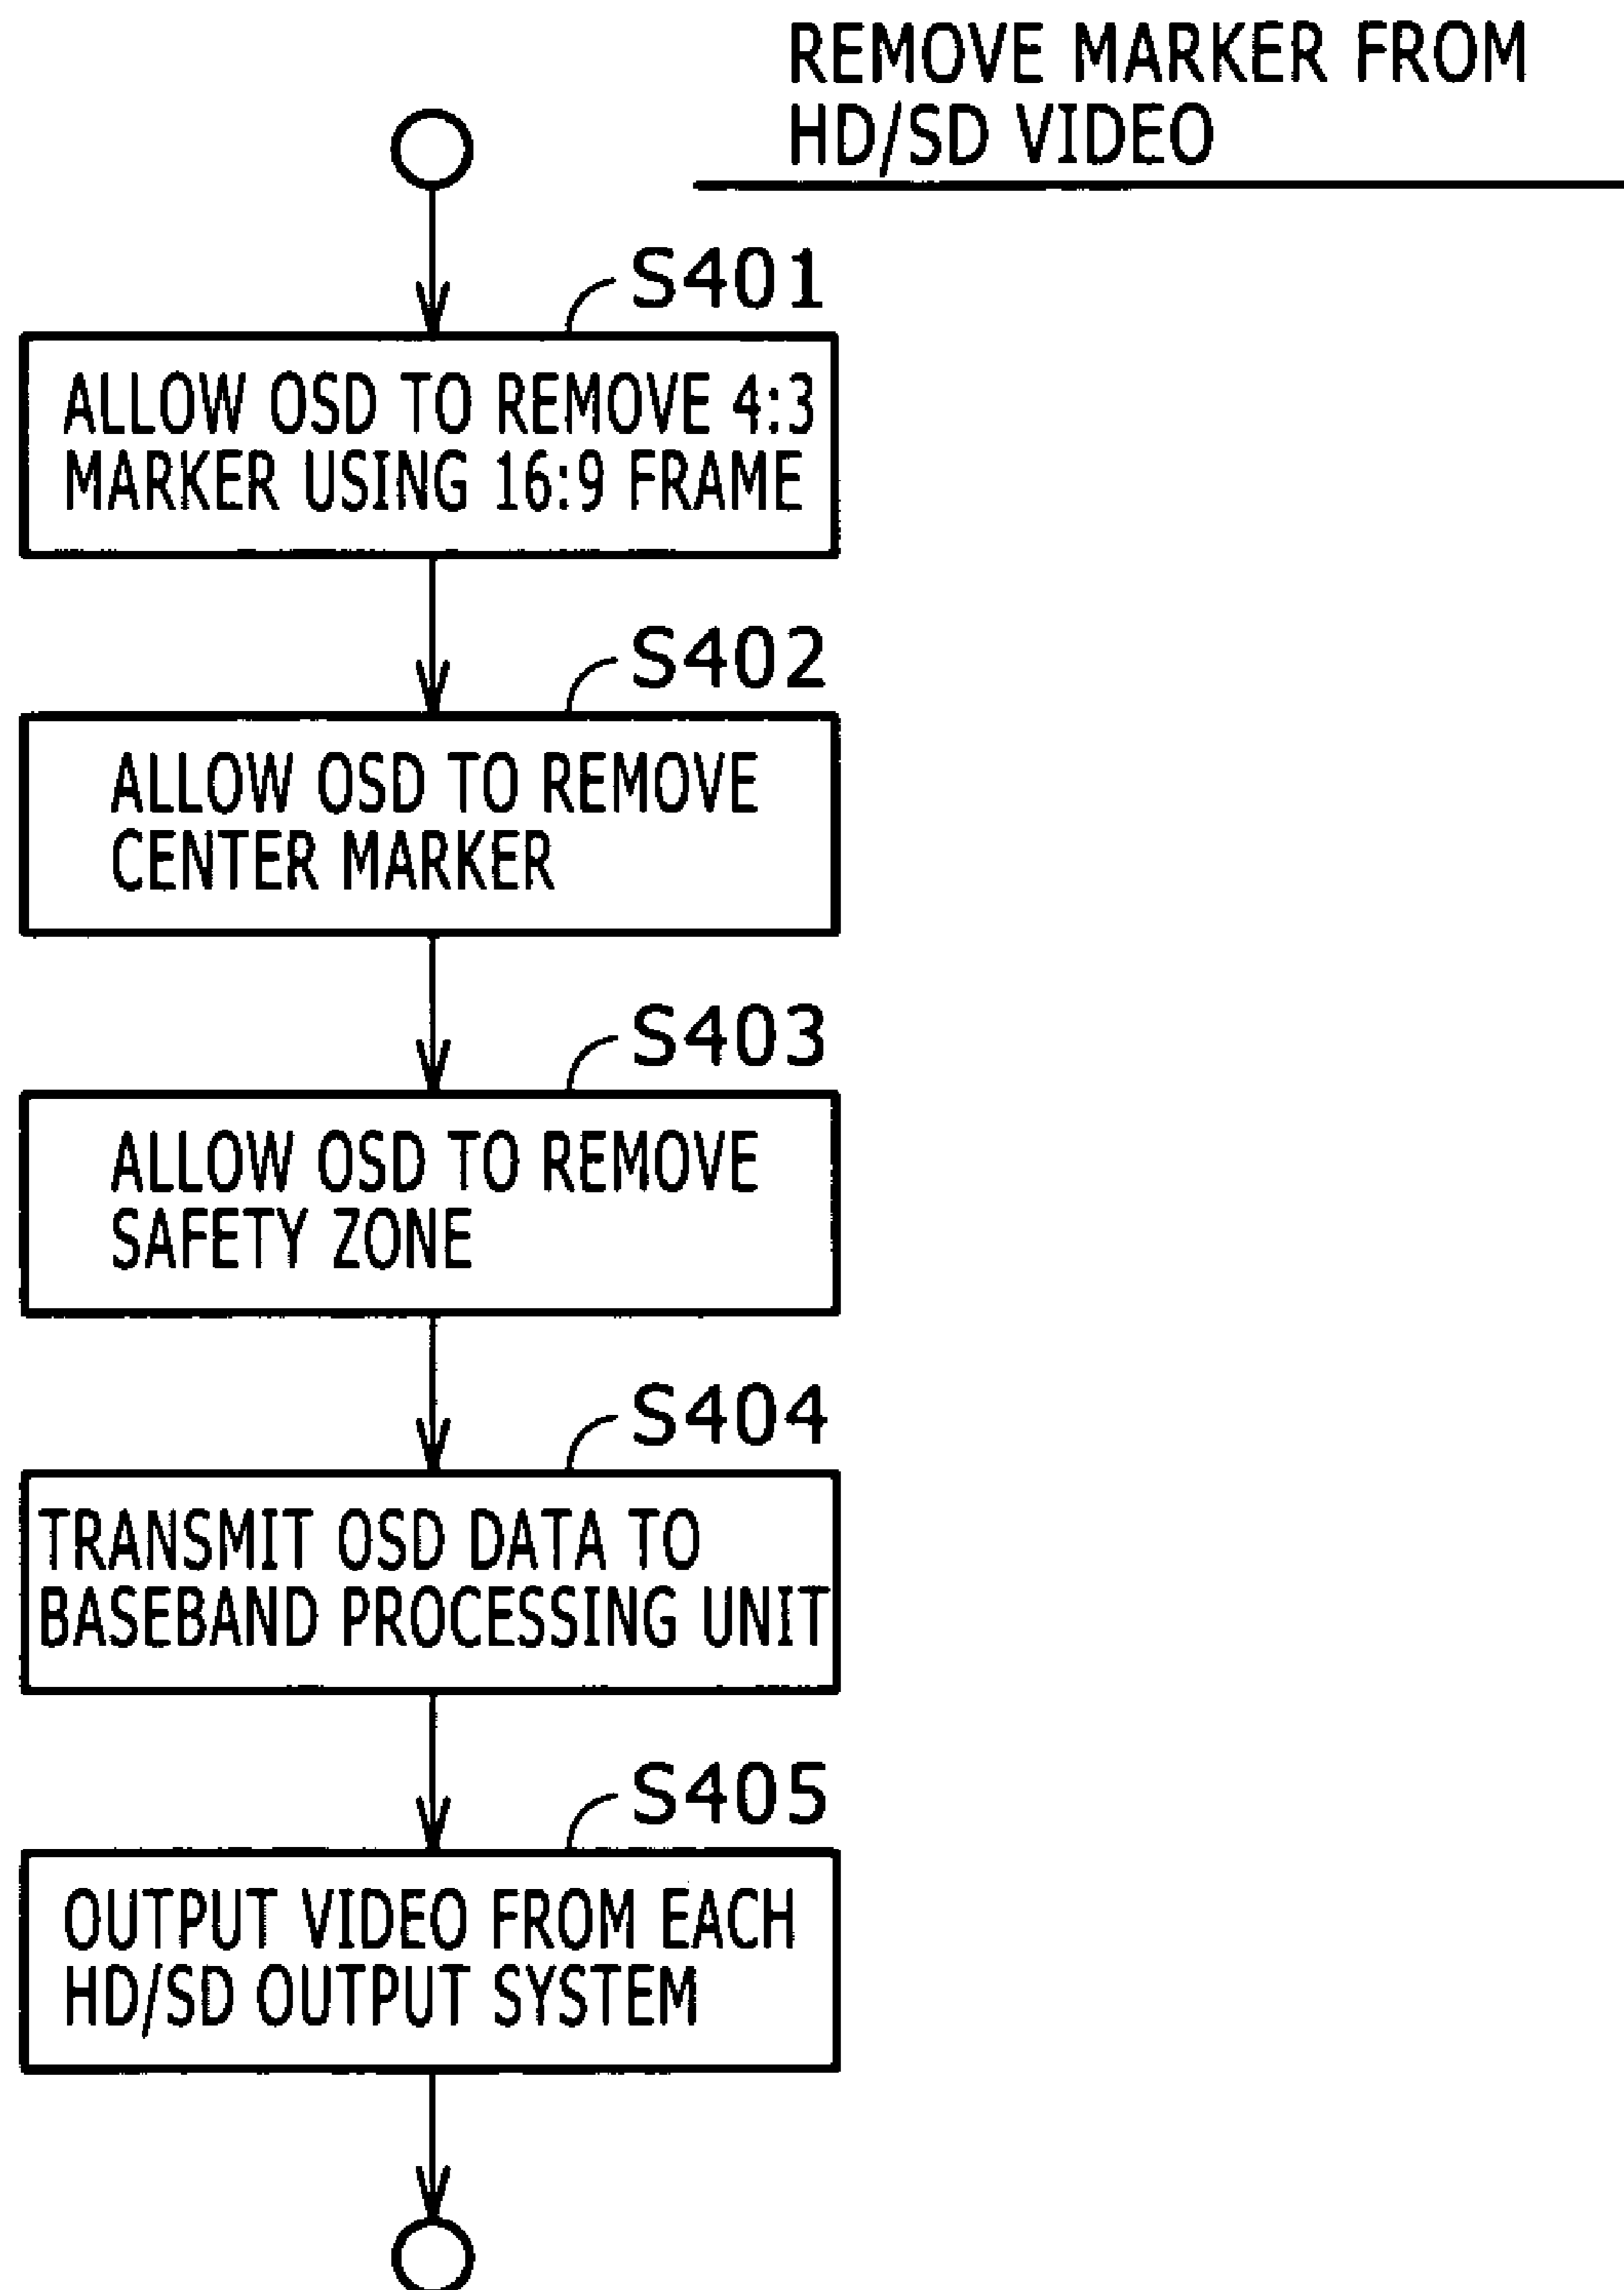 REMOVE MARKER FROM
HD/SD VIDEO
S401
ALLOW OSD TO REMOVE 4:3
MARKER USING 16:9 FRAME
S402
ALLOW OSD TO REMOVE
CENTER MARKER
S403
ALLOW OSD TO REMOVE
SAFETY ZONE
S404
TRANSMIT OSD DATA TO
BASEBAND PROCESSING UNIT
S405
OUTPUT VIDEO FROM EACH
HD/SD OUTPUT SYSTEM